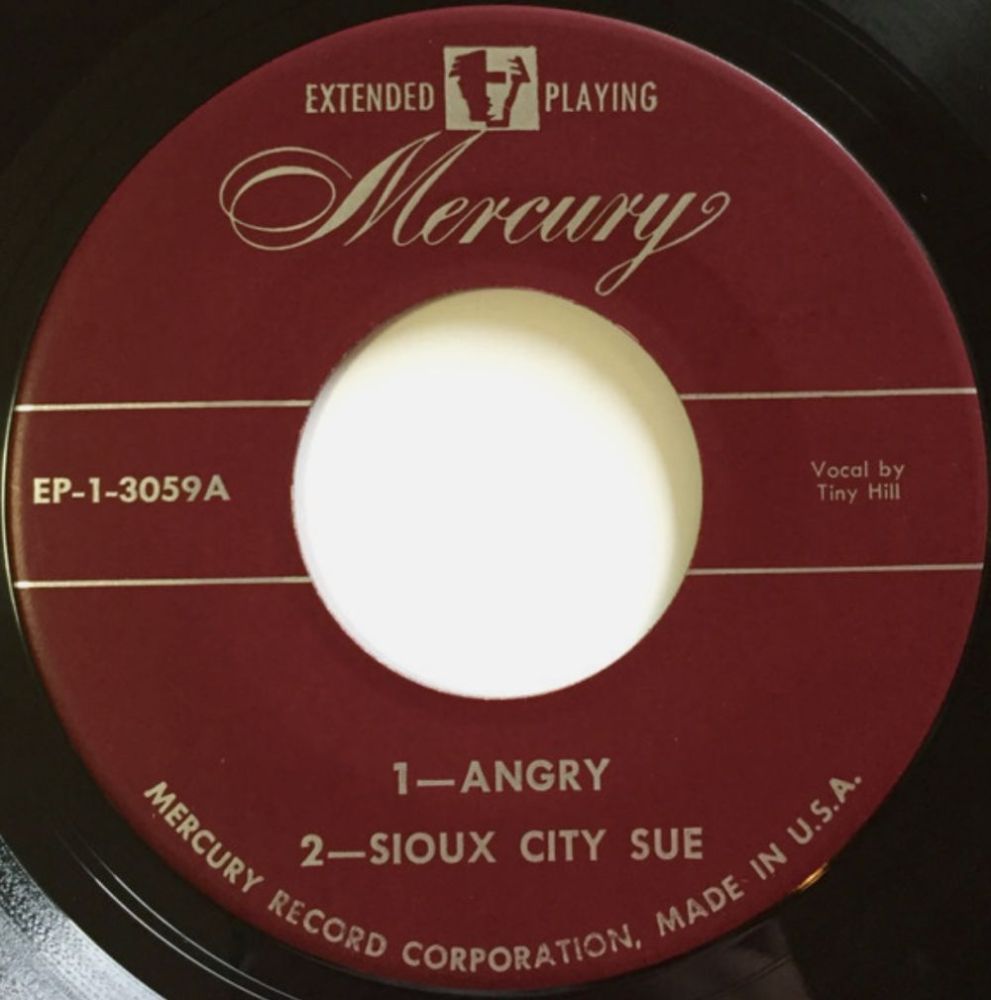 EXTENDED PLAYING
Mercury
EP-1-3059A
Vocal by
Tiny Hill
1—ANGRY
2—SIOUX CITY SUE
MERCURY RECORD CORPORATION, MADE IN U.S.A.